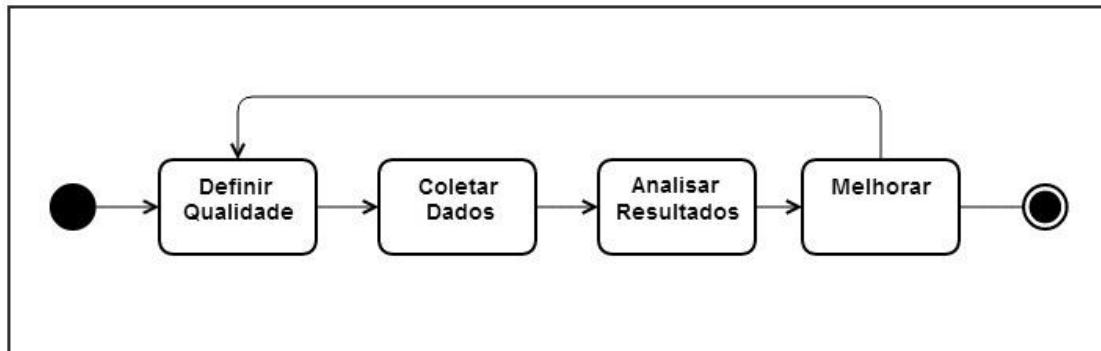 Definir
Qualidade
Coletar
Dados
Analisar
Resultados
Melhorar